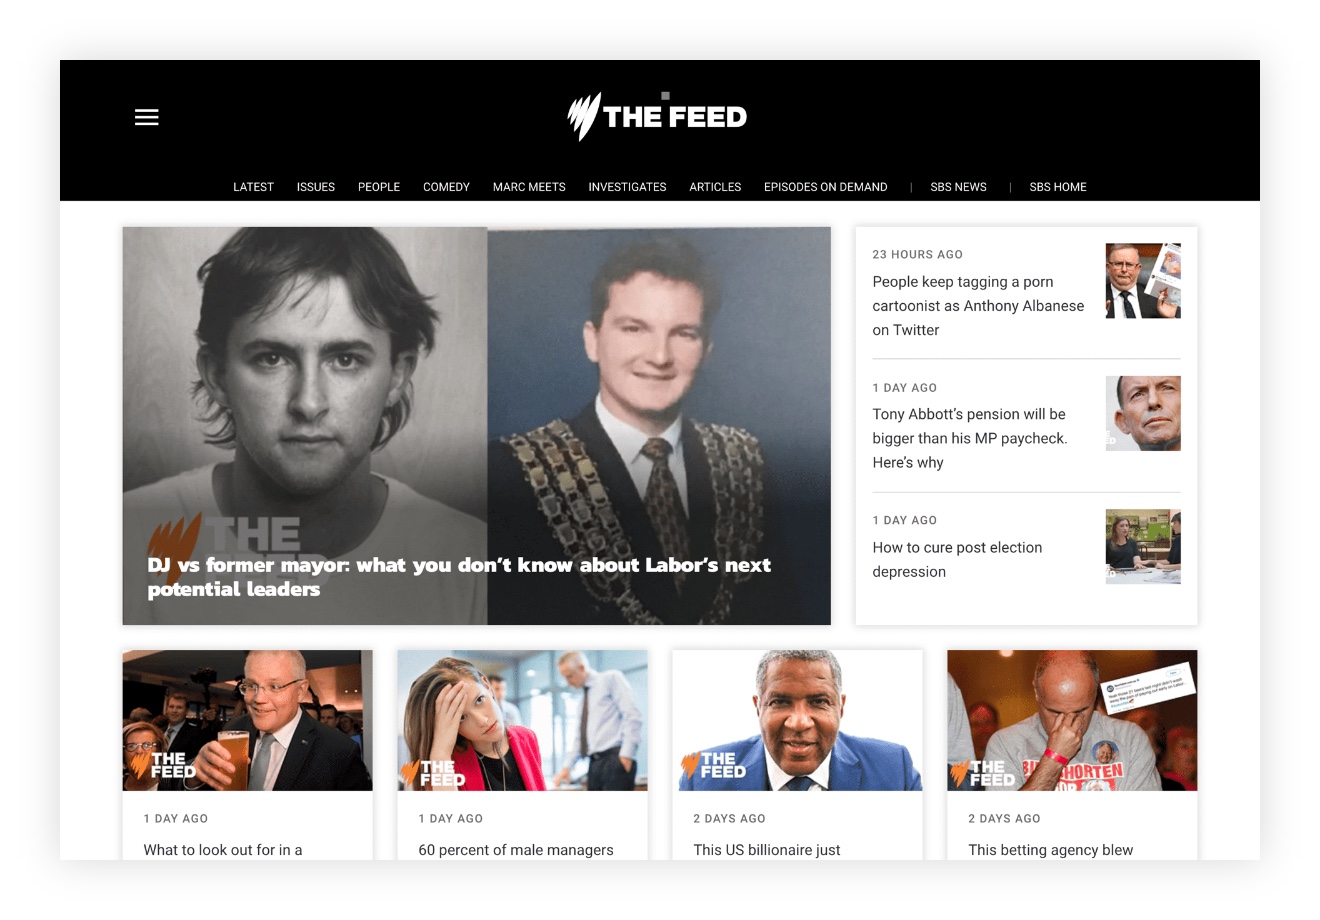 THE FEED
LATEST
ISSUES
PEOPLE
COMEDY
MARC MEETS
INVESTIGATES
ARTICLES
EPISODES ON DEMAND
SBS NEWS
SBS HOME
THE
FEED
DJ vs former mayor: what you don’t know about Labor’s next
potential leaders
23 HOURS AGO
People keep tagging a porn
cartoonist as Anthony Albanese
on Twitter
1 DAY AGO
Tony Abbott’s pension will be
bigger than his MP paycheck.
Here’s why
1 DAY AGO
How to cure post election
depression
THE
FEED
1 DAY AGO
What to look out for in a
THE
FEED
1 DAY AGO
60 percent of male managers
THE
FEED
2 DAYS AGO
This US billionaire just
THE
FEED
2 DAYS AGO
This betting agency blew